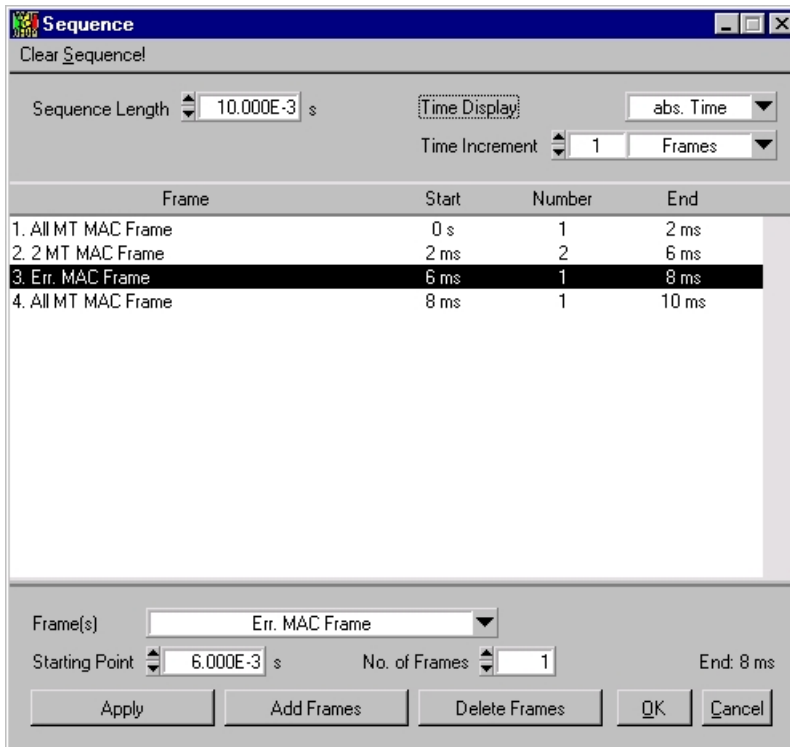 Sequence
Clear Sequence!
Sequence Length 10.000E-3 s Time Display abs. Time
Time Increment 1 Frames
Frame Start Number End
1. All MT MAC Frame 0 s 1 2 ms
2. 2 MT MAC Frame 2 ms 2 6 ms
3. Err. MAC Frame 6 ms 1 8 ms
4. All MT MAC Frame 8 ms 1 10 ms
Frame(s) Err. MAC Frame
Starting Point 6.000E-3 s No. of Frames 1 End: 8 ms
Apply Add Frames Delete Frames OK Cancel